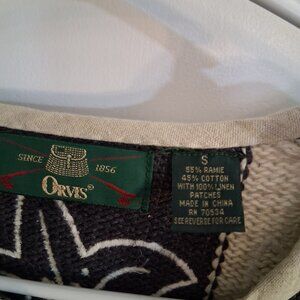 SINCE 1856
ORVIS®
S
55% RAMIE
45% COTTON
WITH 100% LINEN
PATCHES
MADE IN CHINA
RN 70534
SEE REVERSE FOR CARE